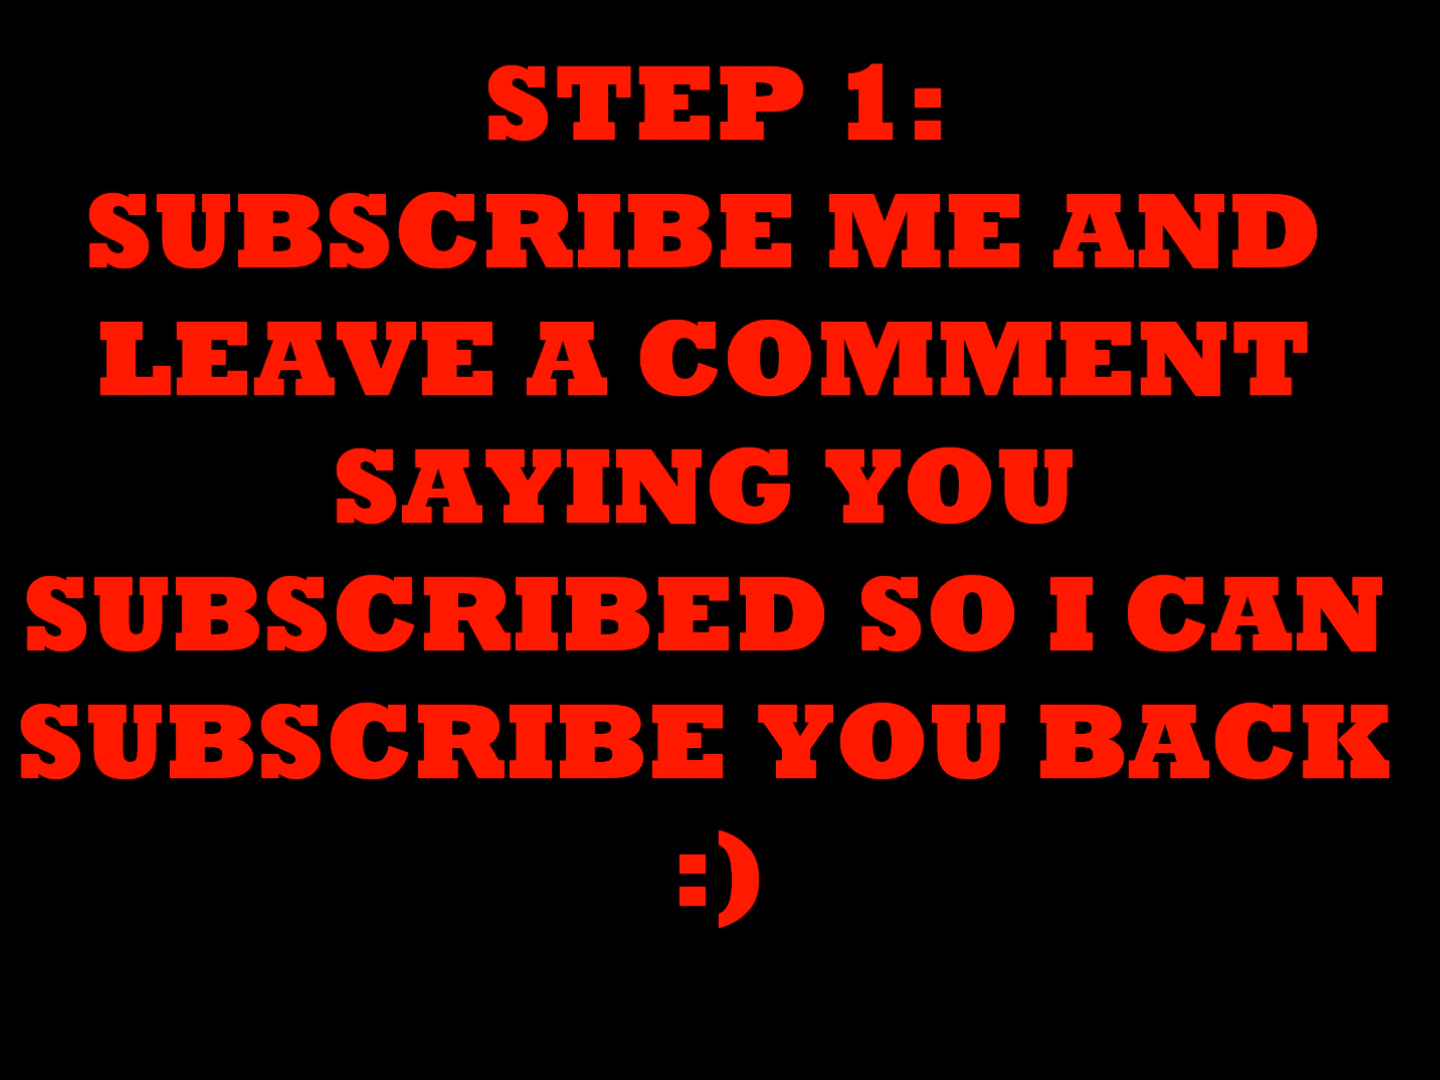 STEP 1:
SUBSCRIBE ME AND
LEAVE A COMMENT
SAYING YOU
SUBSCRIBED SO I CAN
SUBSCRIBE YOU BACK
:)